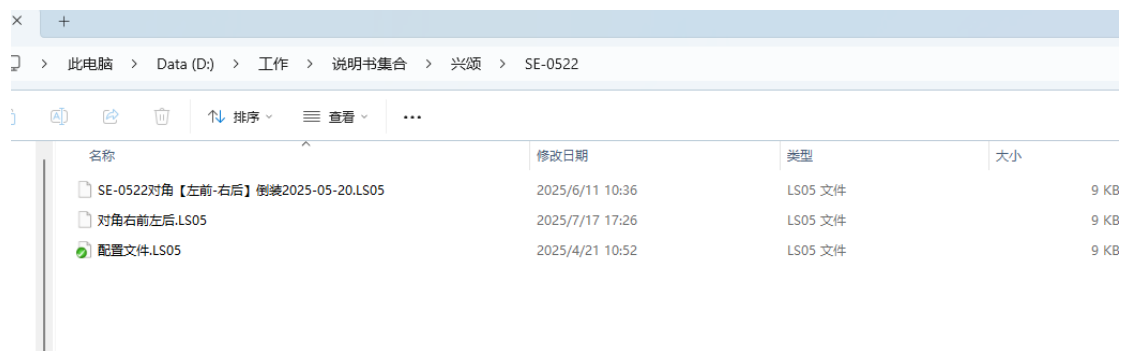 此电脑 > Data (D:) > 工作 > 说明书集合 > 兴颂 > SE-0522
排序 查看 ...
名称 修改日期 类型 大小
SE-0522对角【左前-右后】倒装2025-05-20.LS05 2025/6/11 10:36 LS05 文件 9 KB
对角右前左后.LS05 2025/7/17 17:26 LS05 文件 9 KB
配置文件.LS05 2025/4/21 10:52 LS05 文件 9 KB